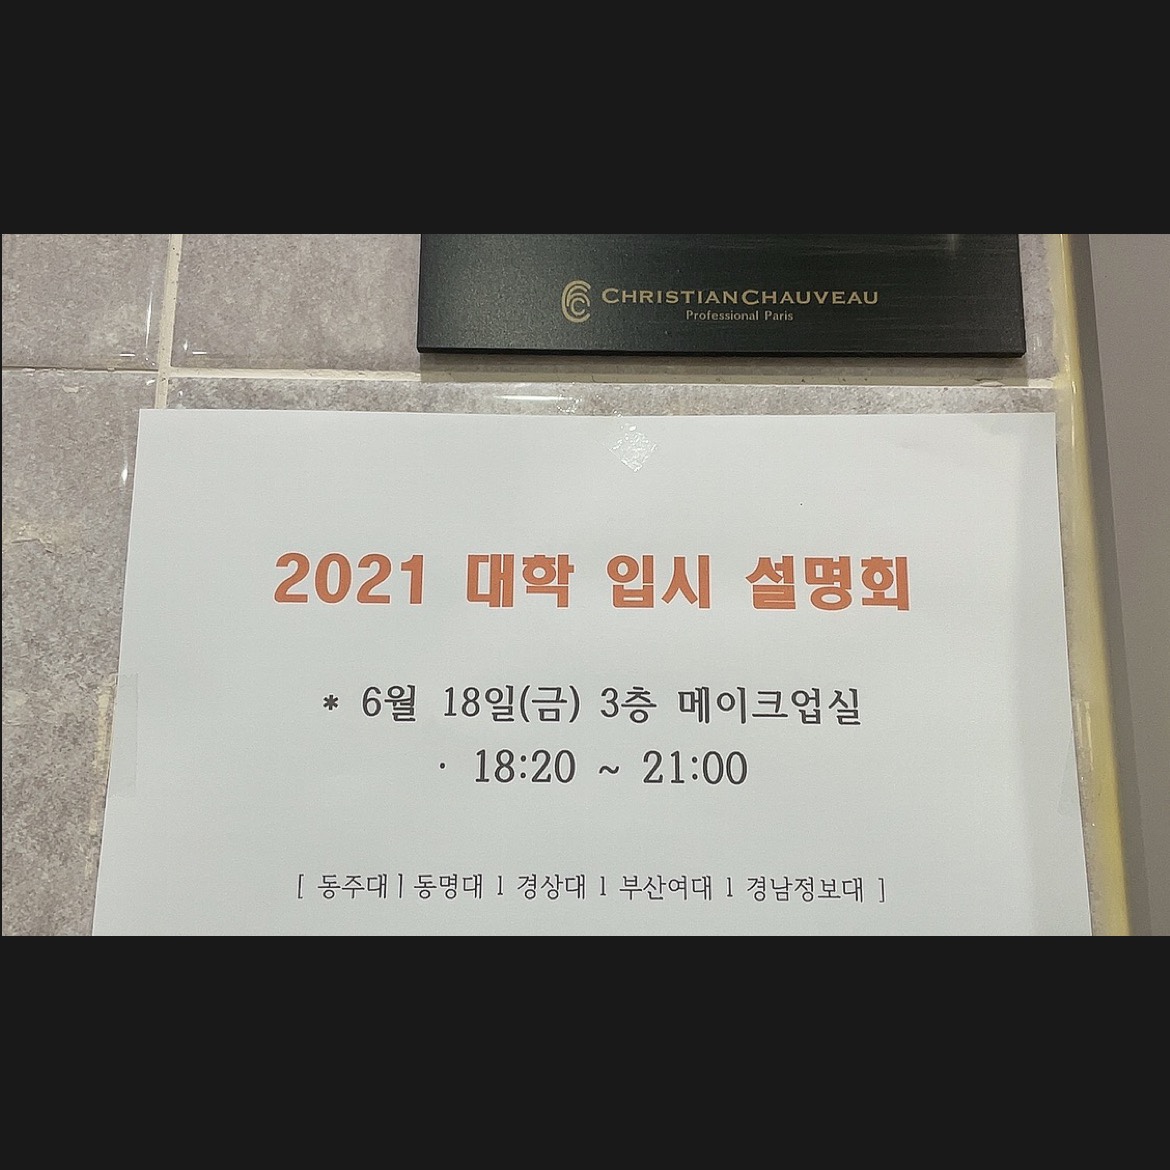 CHRISTIANCHAUVEAU
Professional Paris
2021 대학 입시 설명회
* 6월 18일(금) 3층 메이크업실
· 18:20 ~ 21:00
[ 동주대 l 동명대 l 경상대 l 부산여대 l 경남정보대 ]